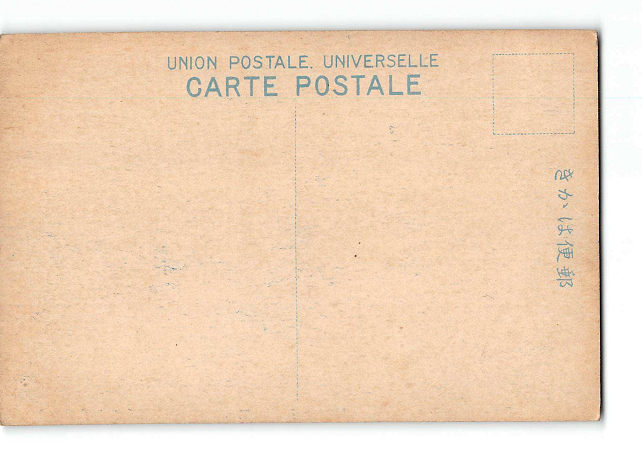 UNION POSTALE. UNIVERSELLE
CARTE POSTALE
きかは便郵